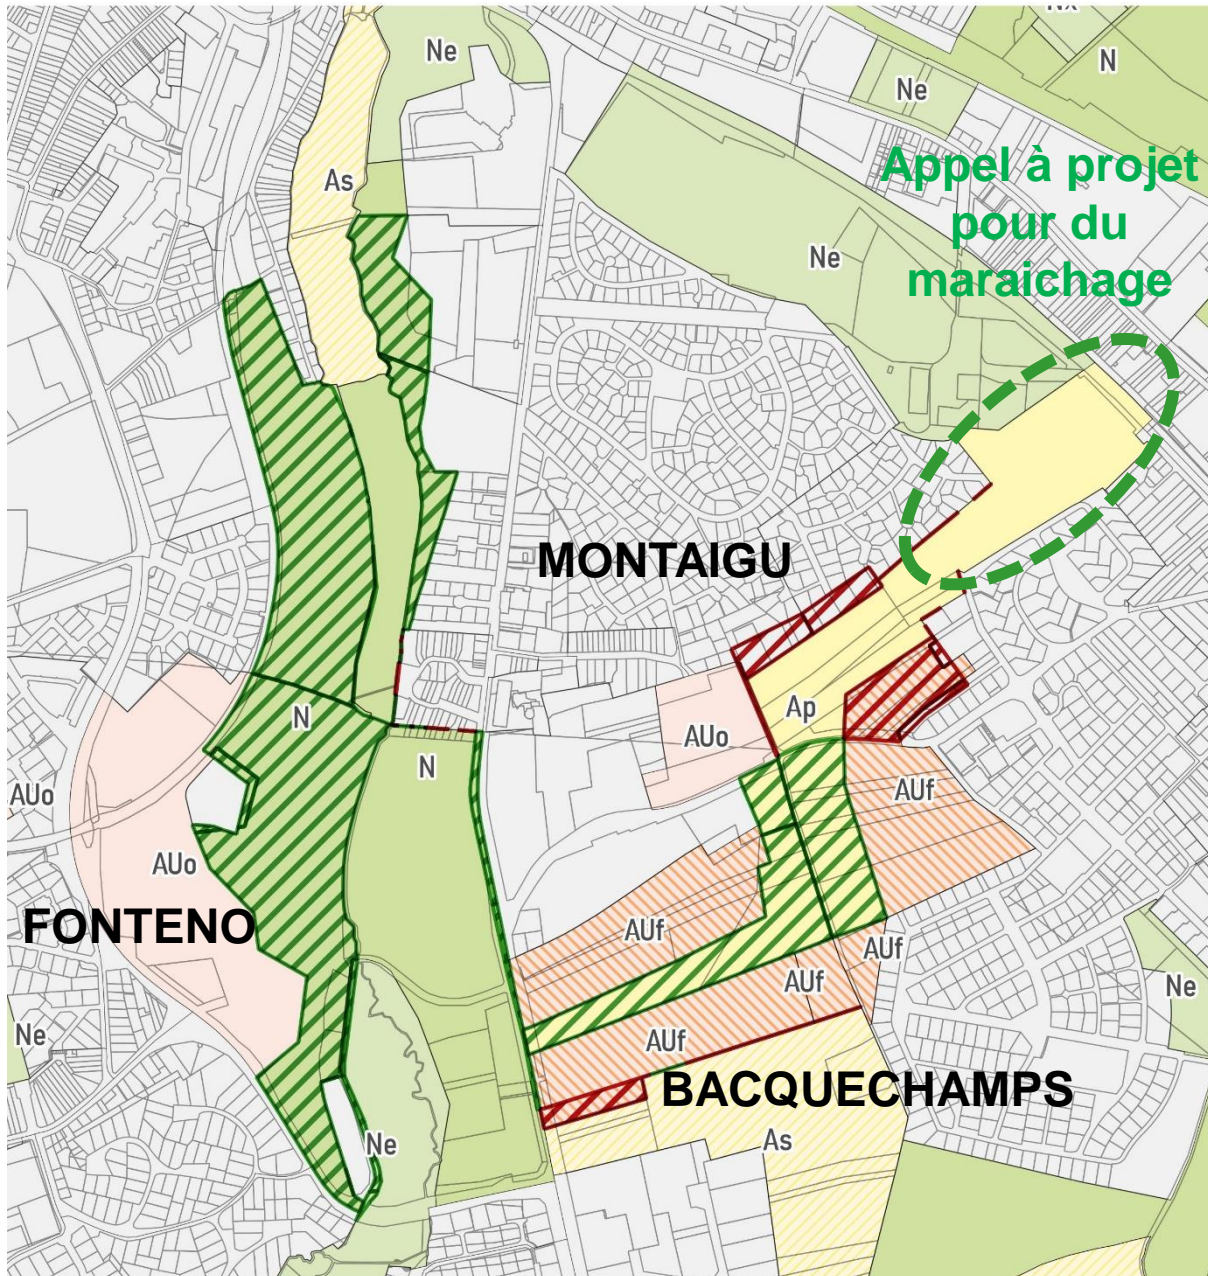 Ne
N
Ne
As
Appel à projet
pour du
maraichage
Ne
MONTAIGU
N
Ap
AUo
N
AUo
AUf
AUo
FONTENO
AUf
AUf
AUf
Ne
Ne
AUf
BACQUECHAMPS
Ne
As